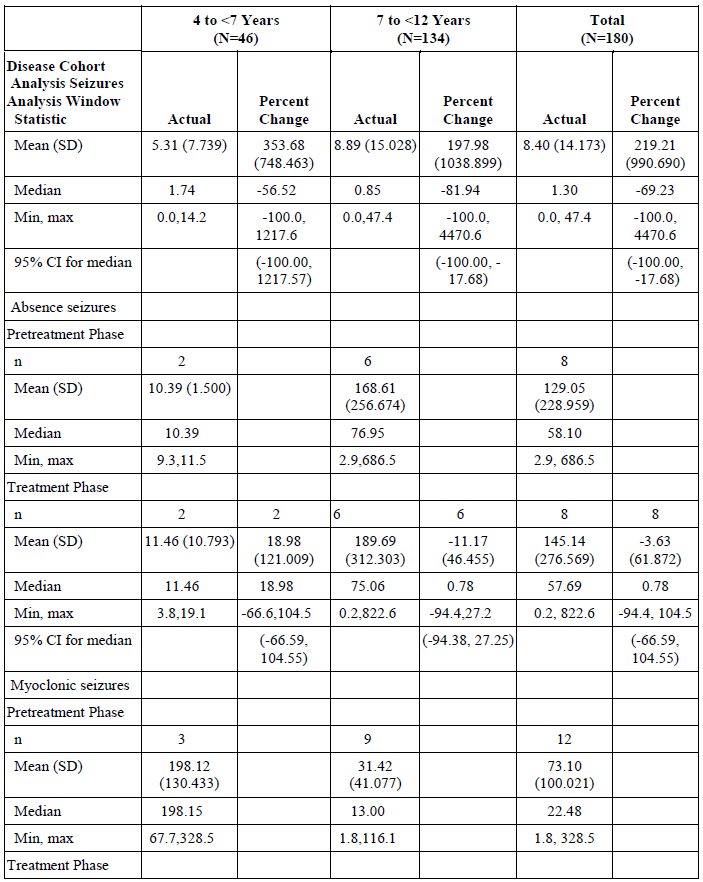 4 to <7 Years (N=46) 7 to <12 Years (N=134) Total (N=180)
Disease Cohort
Analysis Seizures
Analysis Window
Statistic Actual Percent Change Actual Percent Change Actual Percent Change
Mean (SD) 5.31 (7.739) 353.68 (748.463) 8.89 (15.028) 197.98 (1038.899) 8.40 (14.173) 219.21 (990.690)
Median 1.74 -56.52 0.85 -81.94 1.30 -69.23
Min, max 0.0,14.2 -100.0, 1217.6 0.0,47.4 -100.0, 4470.6 0.0, 47.4 -100.0, 4470.6
95% CI for median (-100.00, 1217.57) (-100.00, -17.68) (-100.00, -17.68)
Absence seizures
Pretreatment Phase
n 2 6 8
Mean (SD) 10.39 (1.500) 168.61 (256.674) 129.05 (228.959)
Median 10.39 76.95 58.10
Min, max 9.3,11.5 2.9,686.5 2.9, 686.5
Treatment Phase
n 2 2 6 6 8 8
Mean (SD) 11.46 (10.793) 18.98 (121.009) 189.69 (312.303) -11.17 (46.455) 145.14 (276.569) -3.63 (61.872)
Median 11.46 18.98 75.06 0.78 57.69 0.78
Min, max 3.8,19.1 -66.6,104.5 0.2,822.6 -94.4,27.2 0.2, 822.6 -94.4, 104.5
95% CI for median (-66.59, 104.55) (-94.38, 27.25) (-66.59, 104.55)
Myoclonic seizures
Pretreatment Phase
n 3 9 12
Mean (SD) 198.12 (130.433) 31.42 (41.077) 73.10 (100.021)
Median 198.15 13.00 22.48
Min, max 67.7,328.5 1.8,116.1 1.8, 328.5
Treatment Phase